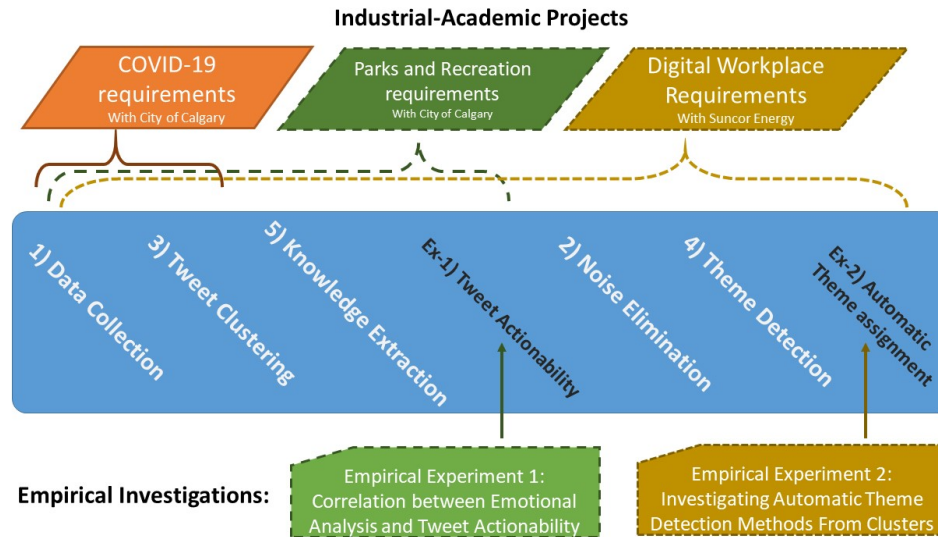 Industrial-Academic Projects
COVID-19
requirements
With City of Calgary
Parks and Recreation
requirements
With City of Calgary
Digital Workplace
Requirements
With Suncor Energy
1) Data Collection
3) Tweet Clustering
5) Knowledge Extraction
Ex-1) Tweet Actionability
2) Noise Elimination
4) Theme Detection
Ex-2) Automatic
Theme assignment
Empirical Investigations:
Empirical Experiment 1:
Correlation between Emotional
Analysis and Tweet Actionability
Empirical Experiment 2:
Investigating Automatic Theme
Detection Methods From Clusters